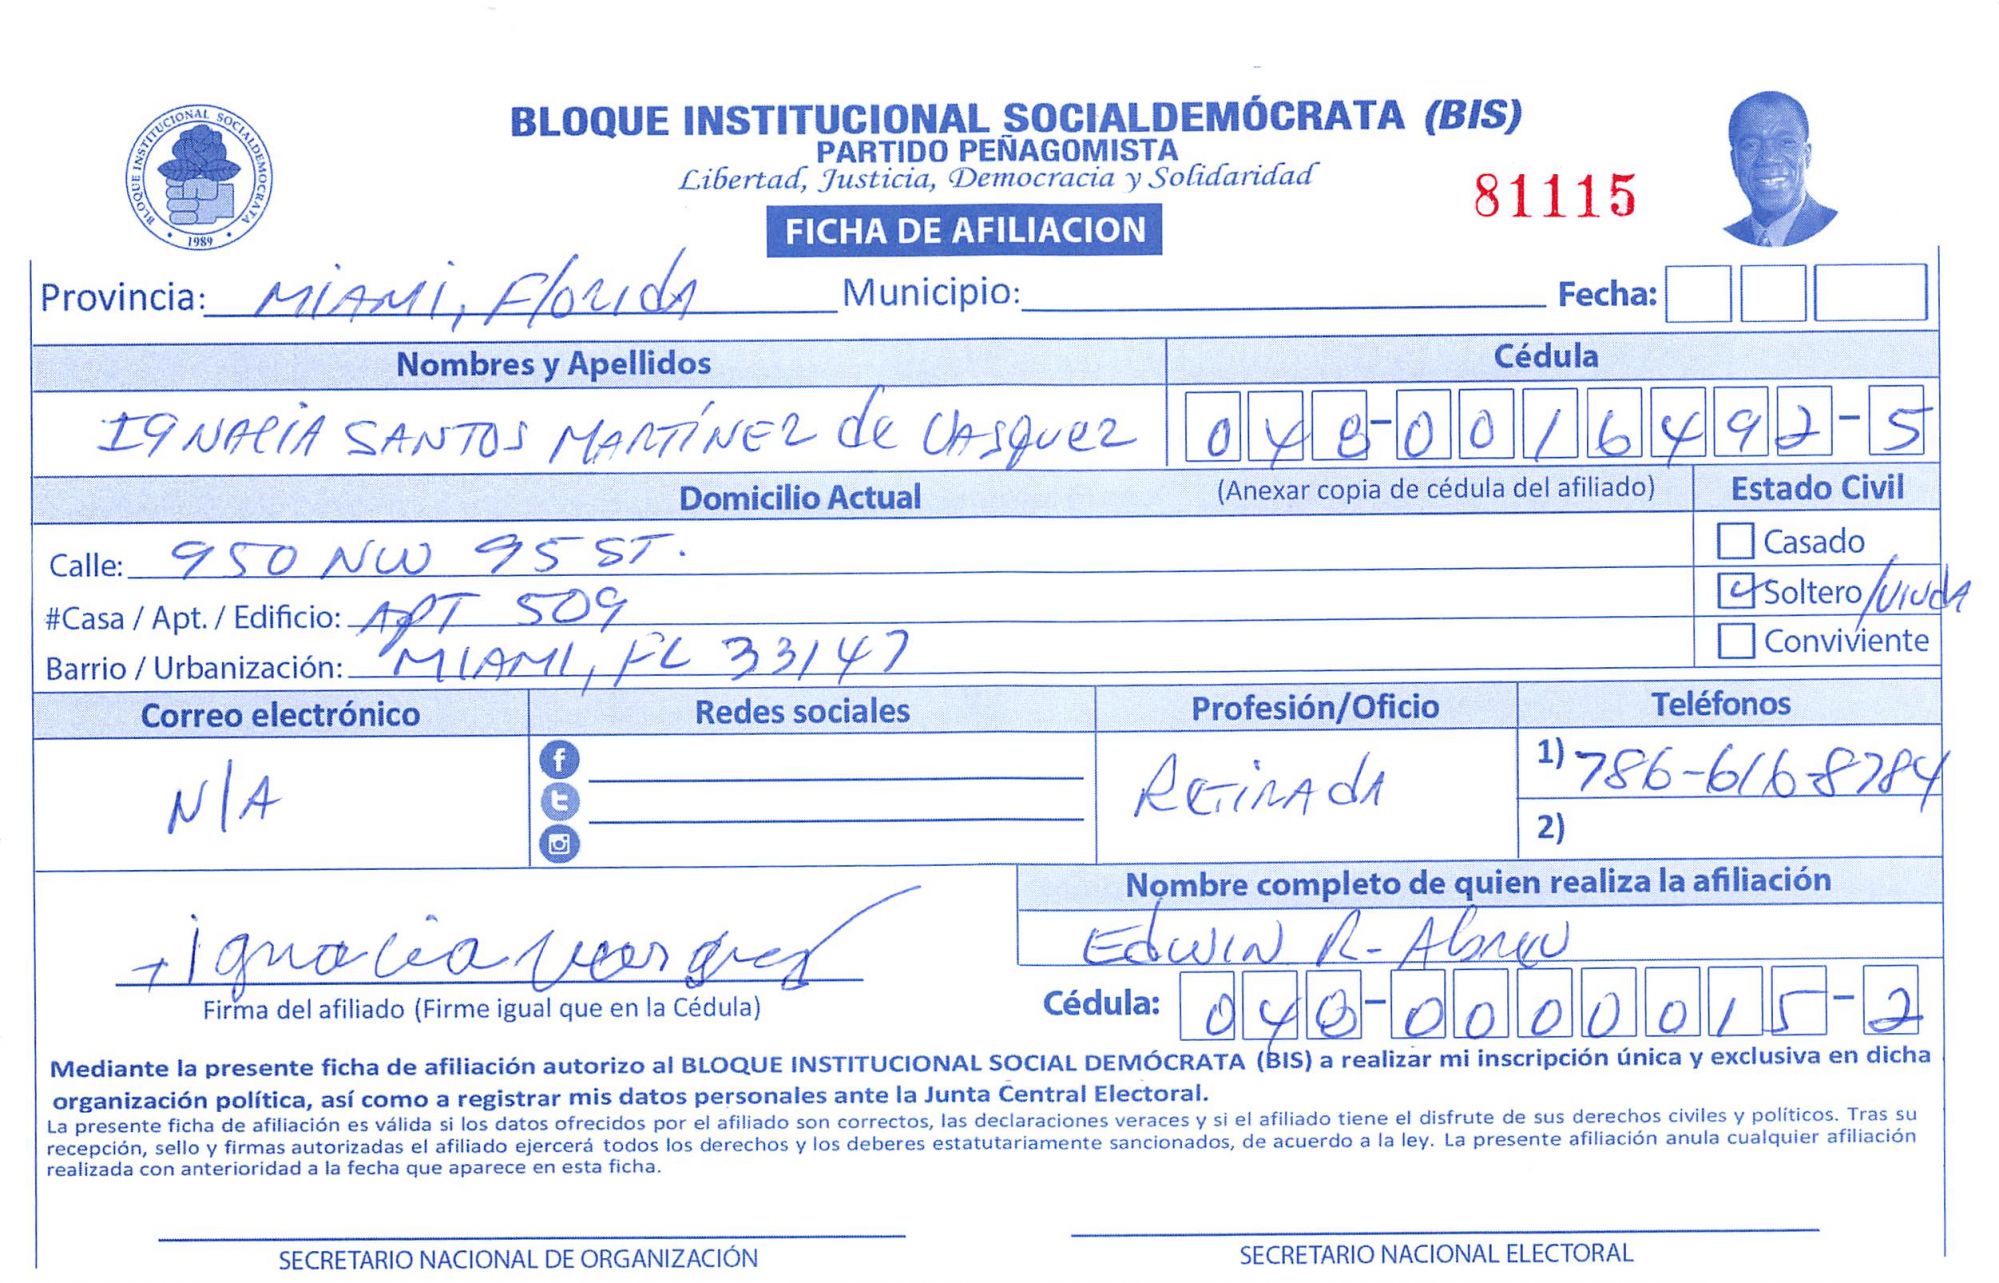 BLOQUE INSTITUCIONAL SOCIALDEMOCRATA
1989
BLOQUE INSTITUCIONAL SOCIALDEMÓCRATA (BIS)
PARTIDO PEÑAGOMISTA
Libertad, Justicia, Democracia y Solidaridad
81115
FICHA DE AFILIACION
Provincia: MIAMI, Florida Municipio: Fecha:
Nombres y Apellidos Cédula
IGNACIA SANTOS MARTÍNEZ de VASquez 048-0016492-5
Domicilio Actual (Anexar copia de cédula del afiliado) Estado Civil
Calle: 950 NW 95 ST. Casado
#Casa / Apt. / Edificio: APT 509 Soltero/viuda
Barrio / Urbanización: MIAMI, FL 33147 Conviviente
Correo electrónico Redes sociales Profesión/Oficio Teléfonos
N/A Retirada 1) 786-616-8784
2)
Nombre completo de quien realiza la afiliación
Edwin R. Abreu
Ignacia Vasquez
Firma del afiliado (Firme igual que en la Cédula) Cédula: 048-0000015-2
Mediante la presente ficha de afiliación autorizo al BLOQUE INSTITUCIONAL SOCIAL DEMÓCRATA (BIS) a realizar mi inscripción única y exclusiva en dicha
organización política, así como a registrar mis datos personales ante la Junta Central Electoral.
La presente ficha de afiliación es válida si los datos ofrecidos por el afiliado son correctos, las declaraciones veraces y si el afiliado tiene el disfrute de sus derechos civiles y políticos. Tras su
recepción, sello y firmas autorizadas el afiliado ejercerá todos los derechos y los deberes estatutariamente sancionados, de acuerdo a la ley. La presente afiliación anula cualquier afiliación
realizada con anterioridad a la fecha que aparece en esta ficha.
SECRETARIO NACIONAL DE ORGANIZACIÓN SECRETARIO NACIONAL ELECTORAL